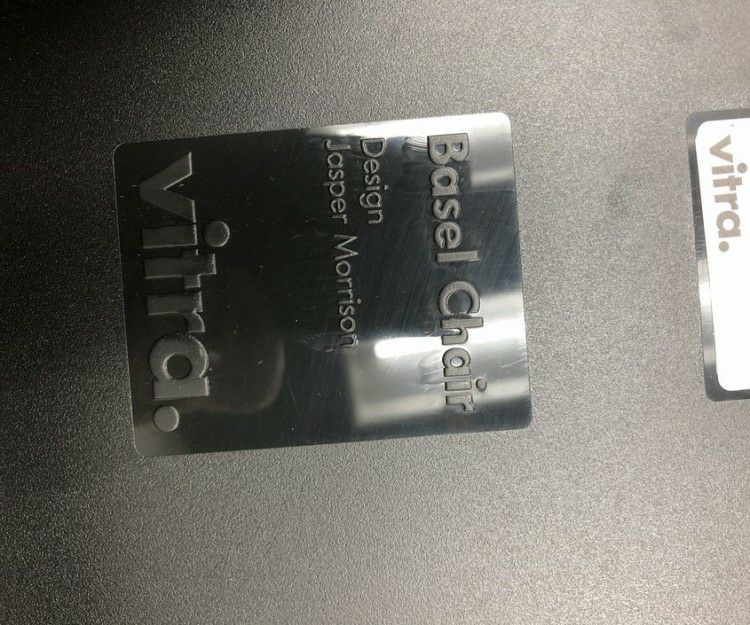 Basel Chair
Design
Jasper Morrison
vitra.
vitra.